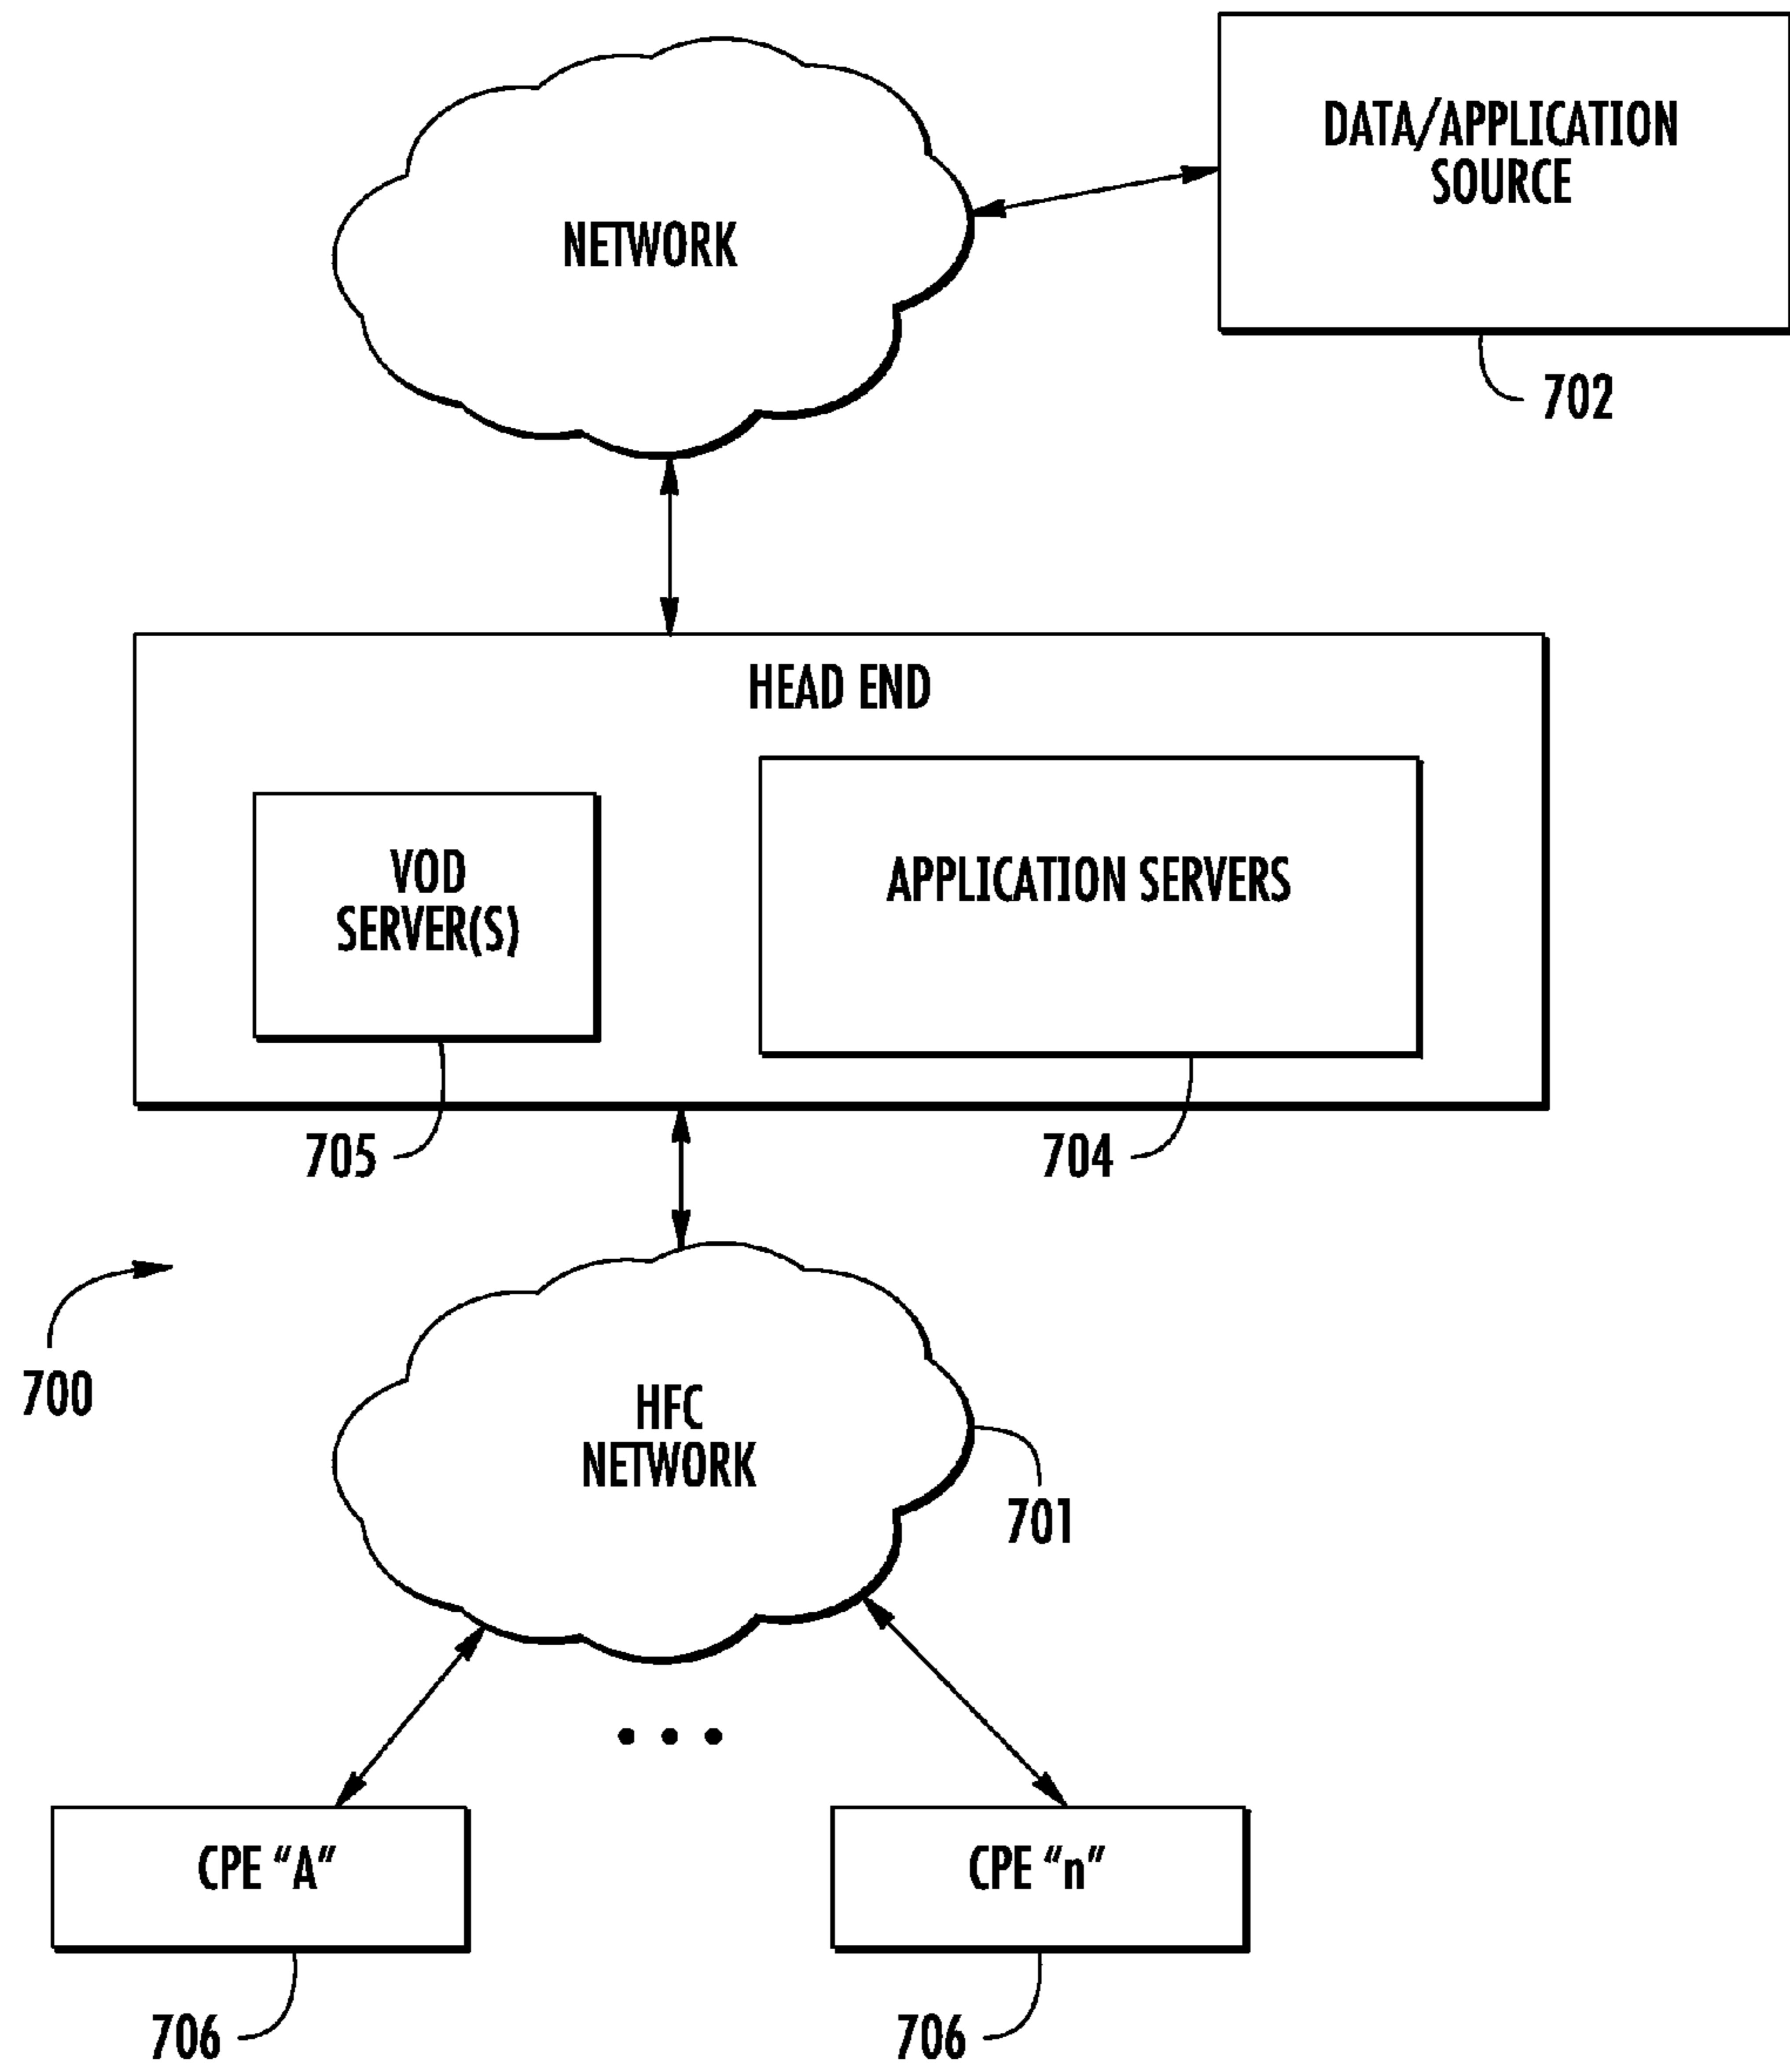 DATA/APPLICATION
SOURCE
NETWORK
702
HEAD END
VOD
SERVER(S)
APPLICATION SERVERS
705
704
700
HFC
NETWORK
701
CPE “A”
CPE “n”
706
706